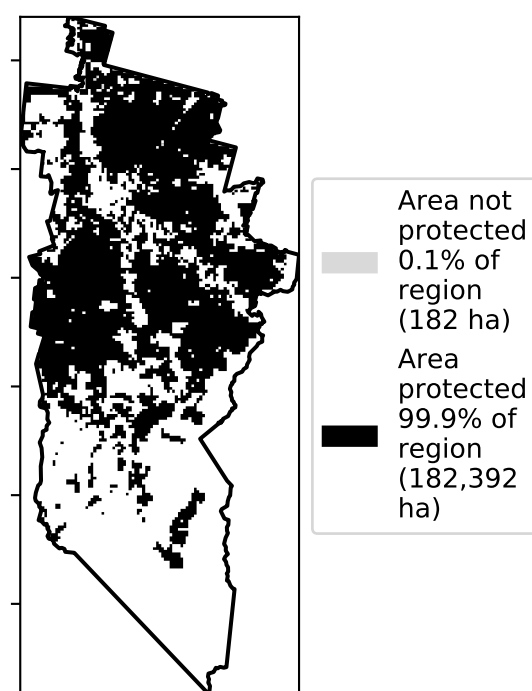 Area not
protected
0.1% of
region
(182 ha)
Area
protected
99.9% of
region
(182,392
ha)